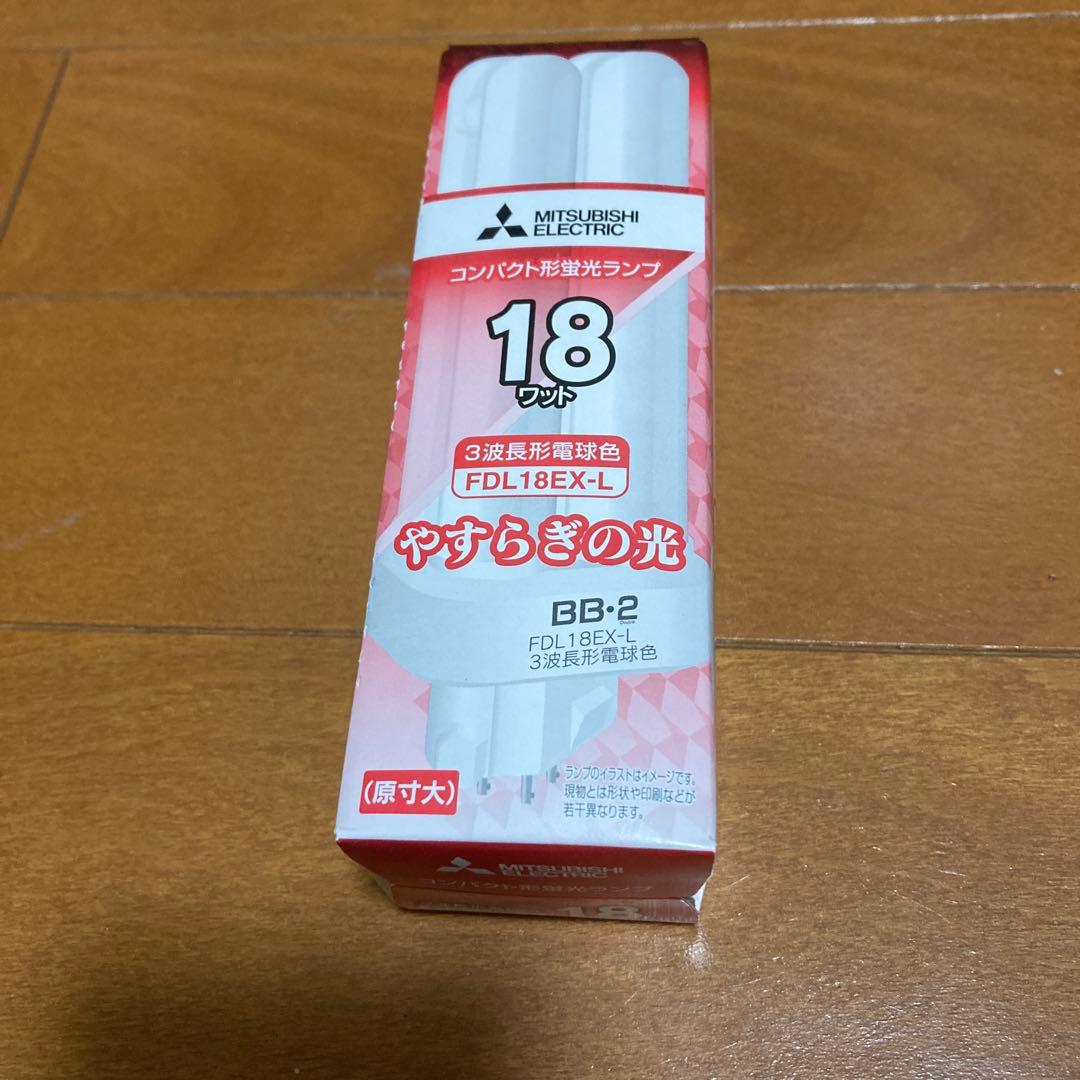 MITSUBISHI
ELECTRIC
コンパクト形蛍光ランプ
18
ワット
3波長形電球色
FDL18EX-L
やすらぎの光
BB・2
Double
FDL18EX-L
3波長形電球色
(原寸大)
ランプのイラストはイメージです。
現物とは形状や印刷などが
若干異なります。
MITSUBISHI
ELECTRIC
コンパクト形蛍光ランプ
18